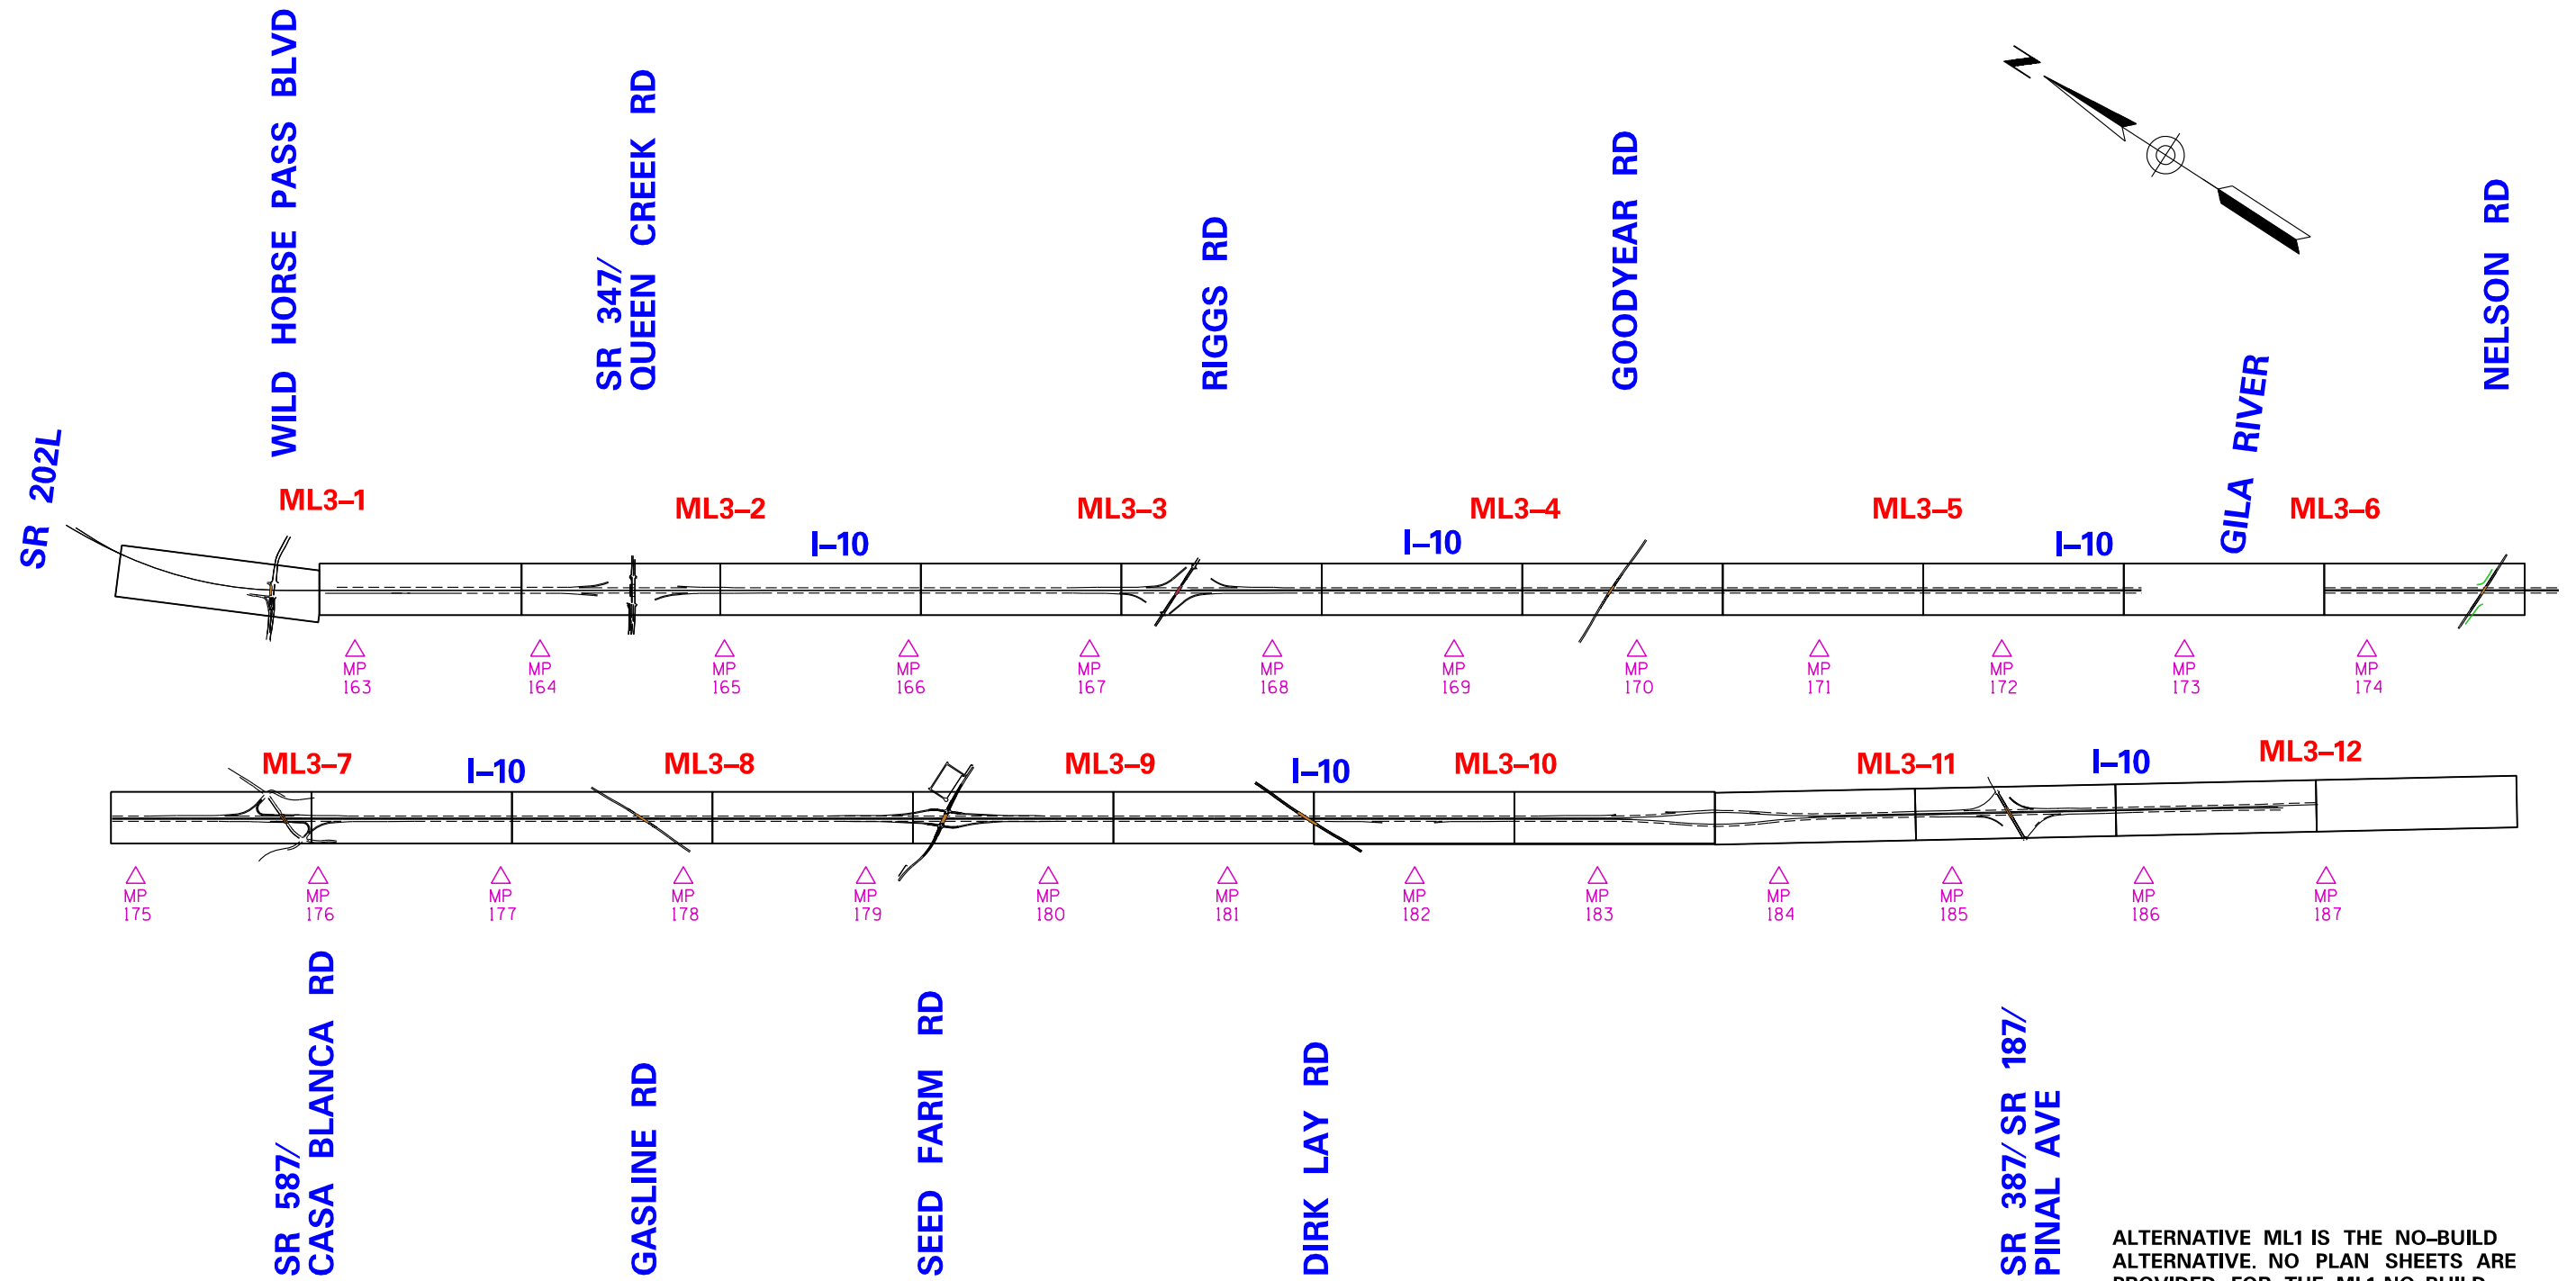 WILD HORSE PASS BLVD
SR 347/
QUEEN CREEK RD
RIGGS RD
GOODYEAR RD
N
NELSON RD
SR 202L
GILA RIVER
ML3–1
ML3–2
ML3–3
ML3–4
ML3–5
ML3–6
I–10
I–10
I–10
MP
163
MP
164
MP
165
MP
166
MP
167
MP
168
MP
169
MP
170
MP
171
MP
172
MP
173
MP
174
ML3–7
I–10
ML3–8
ML3–9
I–10
ML3–10
ML3–11
I–10
ML3–12
MP
175
MP
176
MP
177
MP
178
MP
179
MP
180
MP
181
MP
182
MP
183
MP
184
MP
185
MP
186
MP
187
SR 587/
CASA BLANCA RD
GASLINE RD
SEED FARM RD
DIRK LAY RD
SR 387/SR 187/
PINAL AVE
ALTERNATIVE ML1 IS THE NO–BUILD
ALTERNATIVE. NO PLAN SHEETS ARE
PROVIDED FOR THE ML1 NO–BUILD